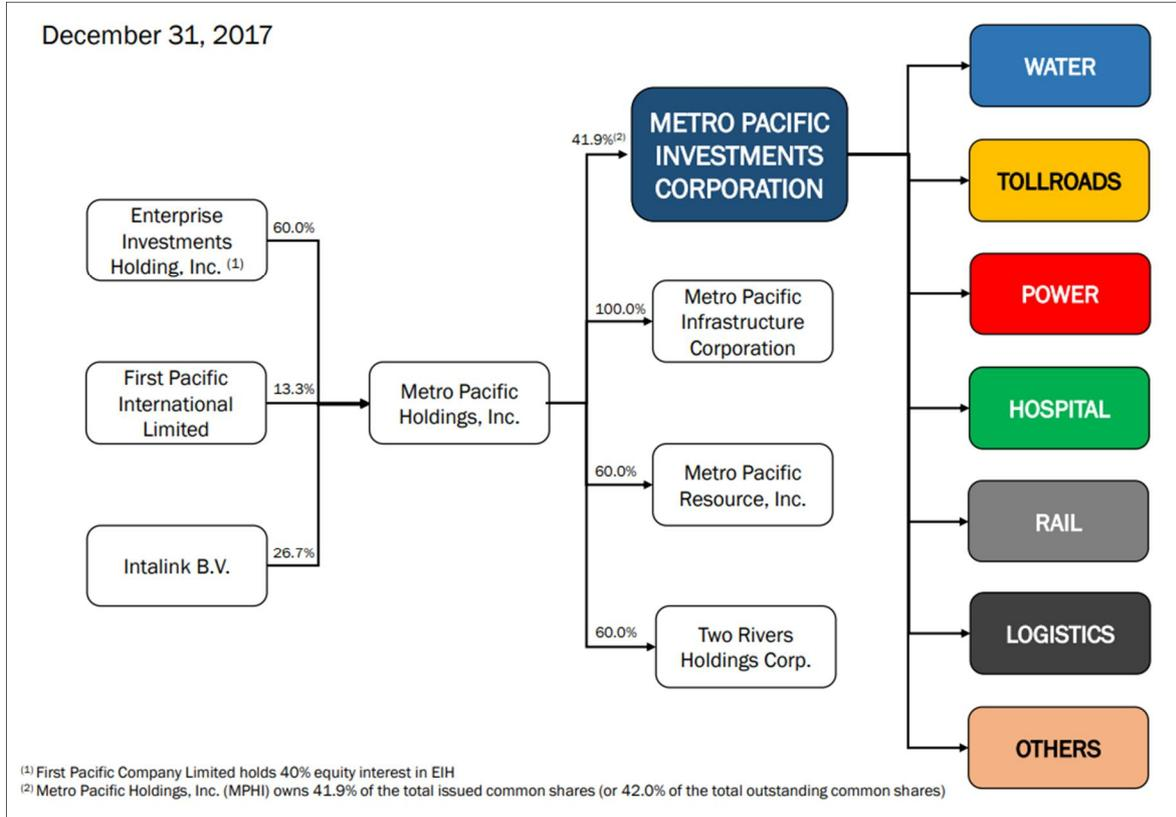 December 31, 2017
Enterprise
Investments
Holding, Inc. (1)
60.0%
First Pacific
International
Limited
13.3%
Intalink B.V.
26.7%
Metro Pacific
Holdings, Inc.
41.9%(2)
METRO PACIFIC
INVESTMENTS
CORPORATION
100.0%
Metro Pacific
Infrastructure
Corporation
60.0%
Metro Pacific
Resource, Inc.
60.0%
Two Rivers
Holdings Corp.
WATER
TOLLROADS
POWER
HOSPITAL
RAIL
LOGISTICS
OTHERS
(1) First Pacific Company Limited holds 40% equity interest in EIH
(2) Metro Pacific Holdings, Inc. (MPHI) owns 41.9% of the total issued common shares (or 42.0% of the total outstanding common shares)